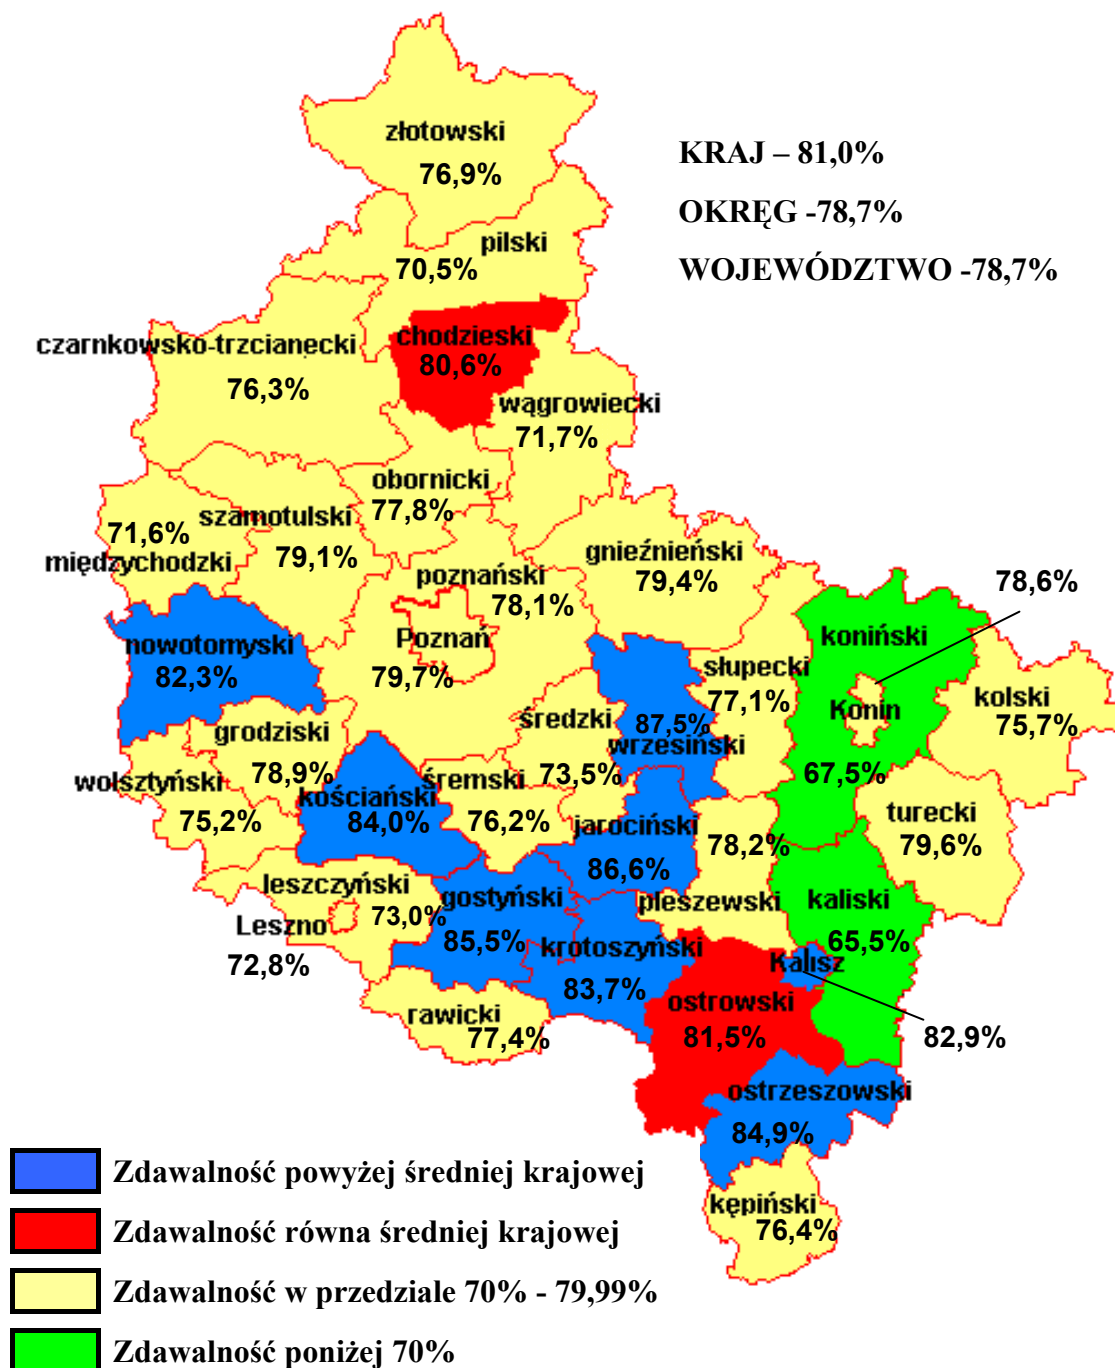 złotowski
76,9%
KRAJ – 81,0%
OKRĘG -78,7%
WOJEWÓDZTWO -78,7%
pilski
70,5%
czarnkowsko-trzcianecki
76,3%
chodzieski
80,6%
wągrowiecki
71,7%
obornicki
77,8%
szamotulski
79,1%
71,6%
międzychodzki
gnieźnieński
79,4%
poznański
78,1%
Poznań
79,7%
78,6%
nowotomyski
82,3%
koniński
Konin
67,5%
słupecki
77,1%
kolski
75,7%
średzki
73,5%
87,5%
wrzesiński
grodziski
78,9%
wolsztyński
75,2%
kościański
84,0%
śremski
76,2%
jarociński
86,6%
78,2%
pleszewski
turecki
79,6%
leszczyński
73,0%
Leszno
72,8%
gostyński
85,5%
krotoszyński
83,7%
kaliski
65,5%
Kalisz
82,9%
rawicki
77,4%
ostrowski
81,5%
ostrzeszowski
84,9%
kępiński
76,4%
Zdawalność powyżej średniej krajowej
Zdawalność równa średniej krajowej
Zdawalność w przedziale 70% - 79,99%
Zdawalność poniżej 70%